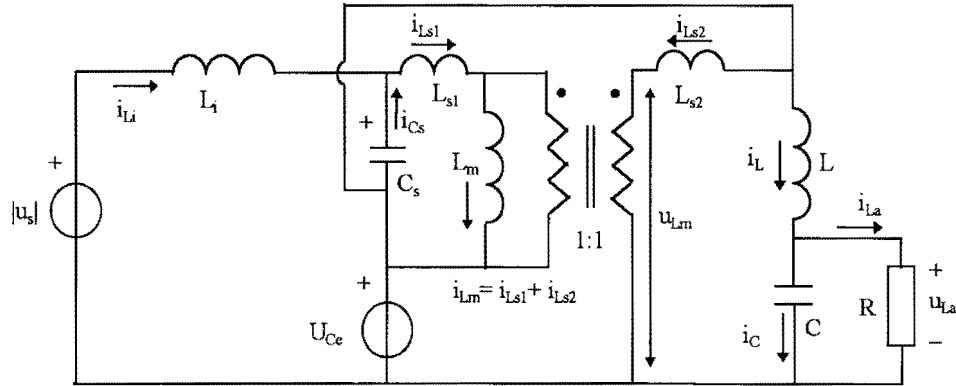 i_Ls1
i_Ls2
i_Li
L_i
L_s1
L_s2
+
i_Cs
C_s
L_m
i_L
L
+
|u_s|
1:1
u_Lm
i_La
+
U_Ce
i_Lm= i_Ls1+ i_Ls2
i_C
C
R
+
u_La
−